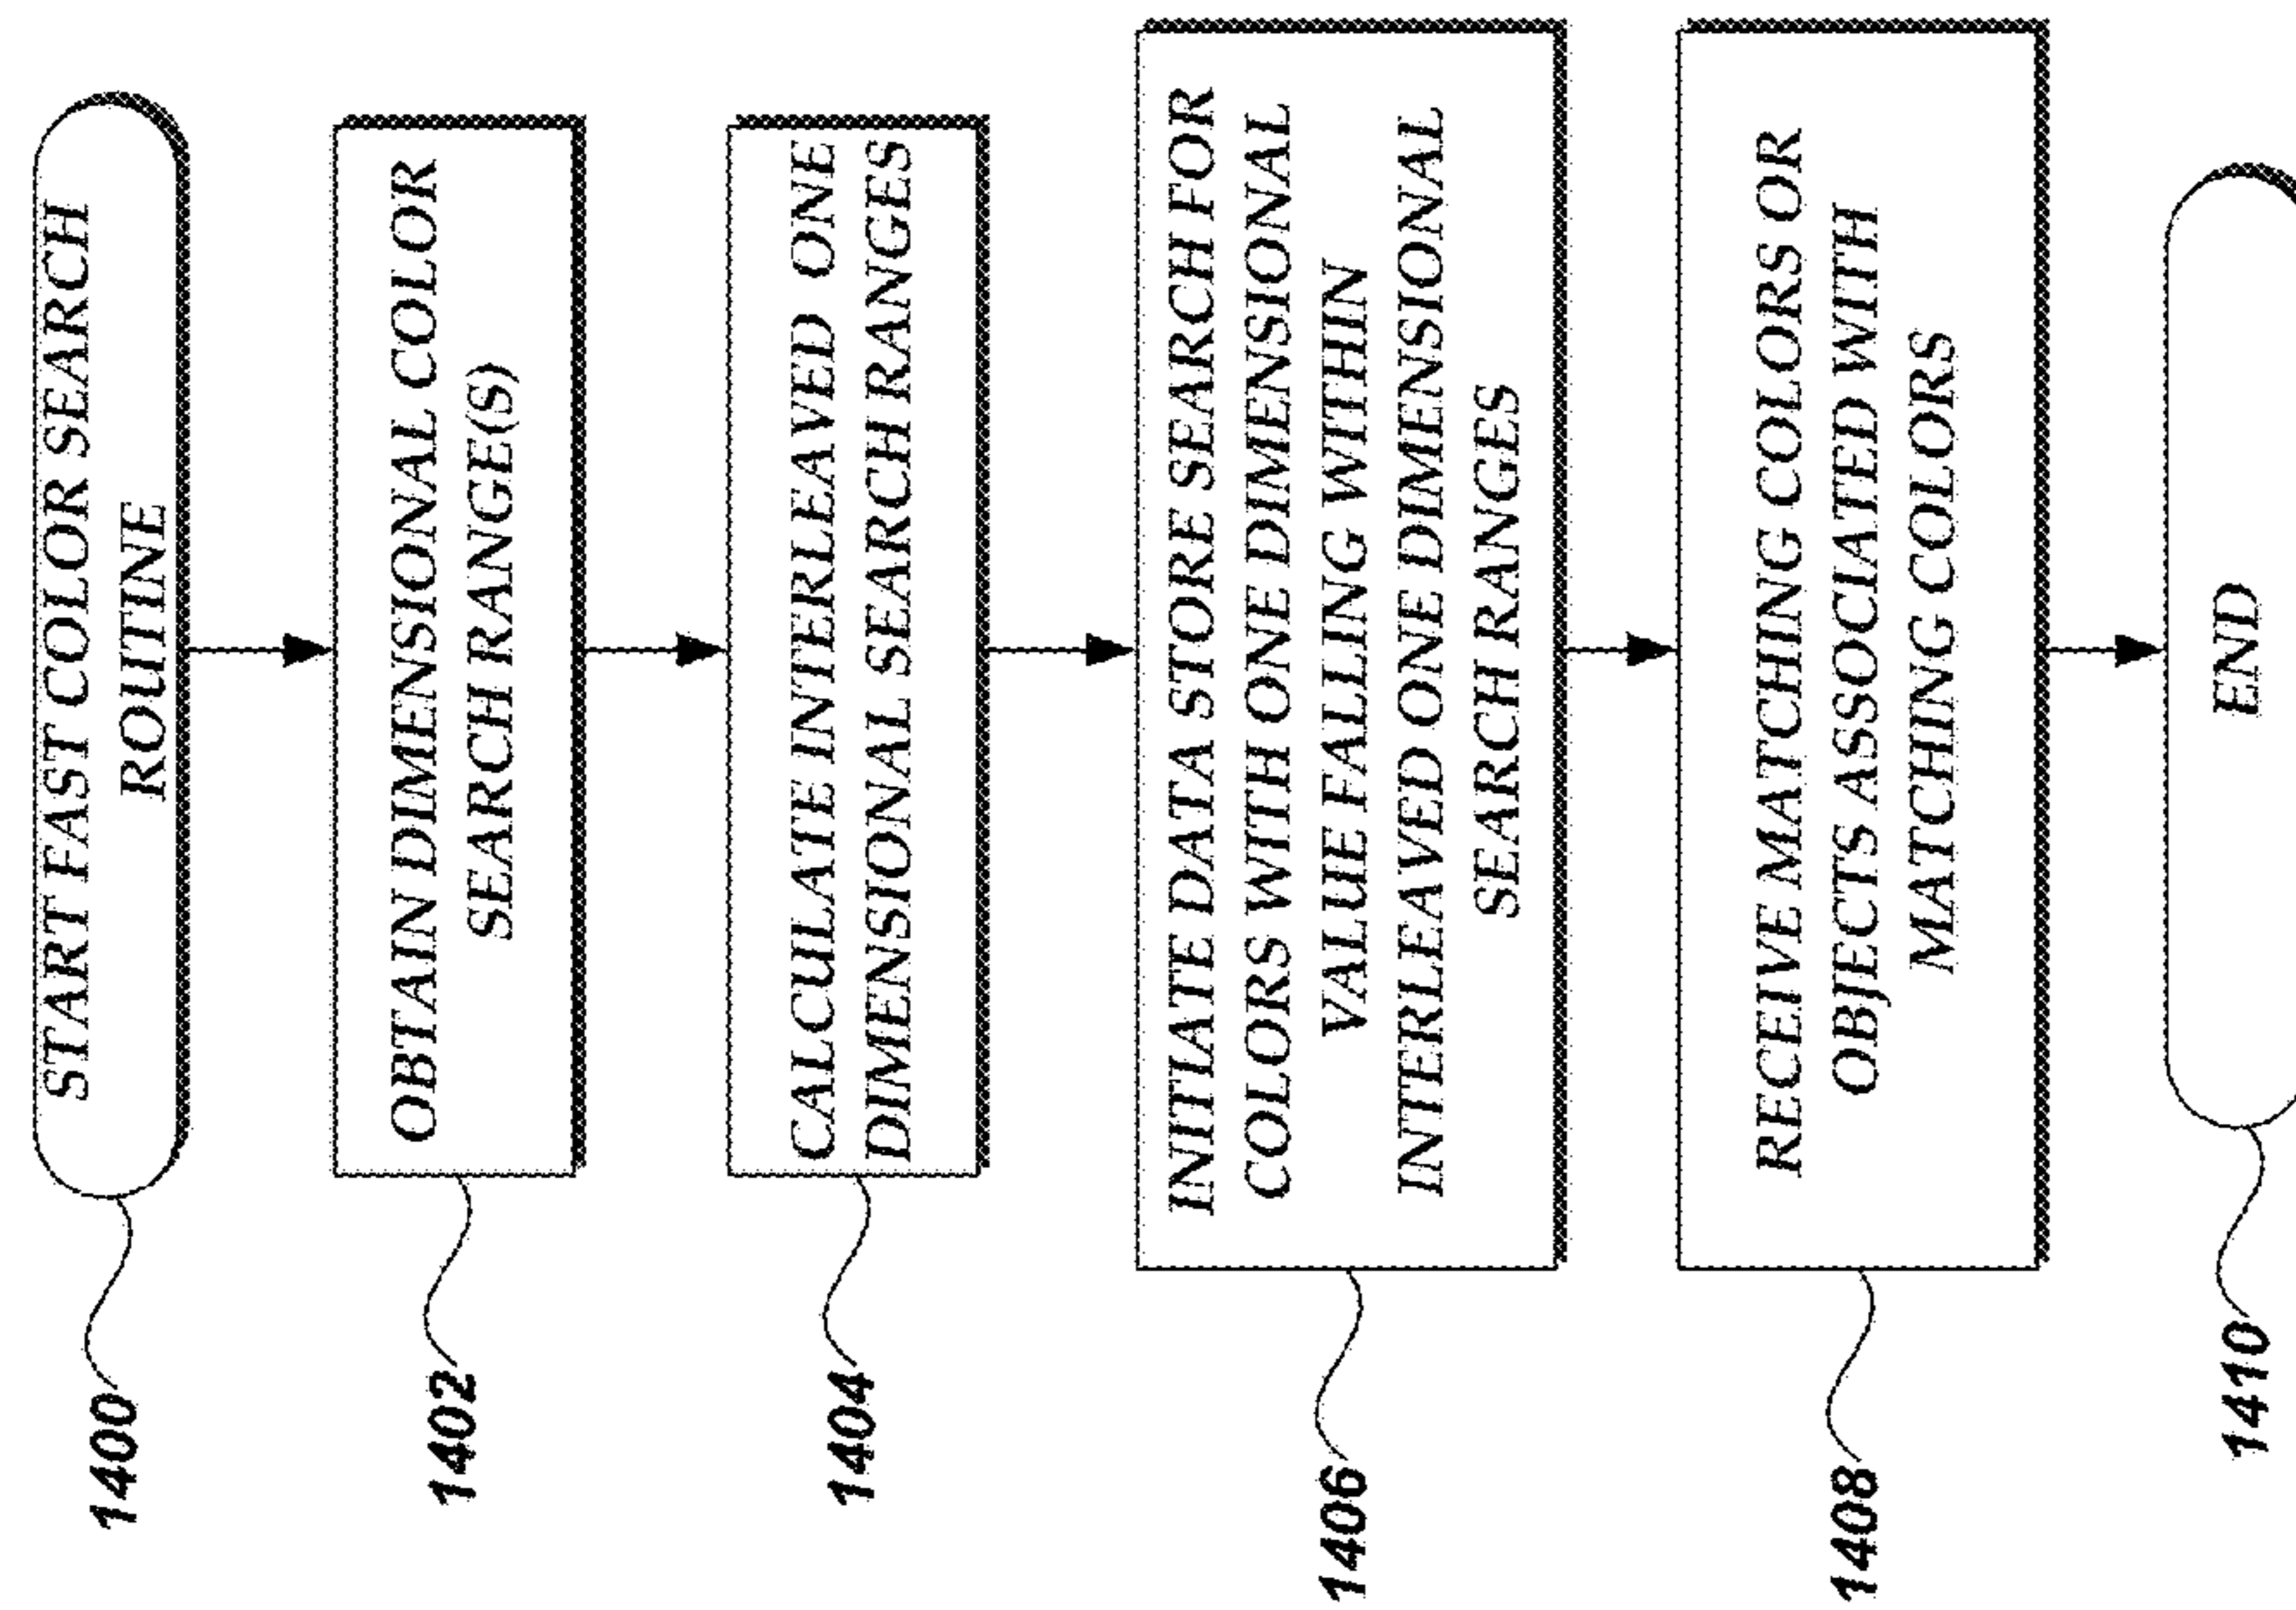 START FAST COLOR SEARCH
ROUTINE
1400
OBTAIN DIMENSIONAL COLOR
SEARCH RANGE(S)
1402
CALCULATE INTERLEAVED ONE
DIMENSIONAL SEARCH RANGES
1404
INITIATE DATA STORE SEARCH FOR
COLORS WITH ONE DIMENSIONAL
VALUE FALLING WITHIN
INTERLEAVED ONE DIMENSIONAL
SEARCH RANGES
1406
RECEIVE MATCHING COLORS OR
OBJECTS ASSOCIATED WITH
MATCHING COLORS
1408
END
1410